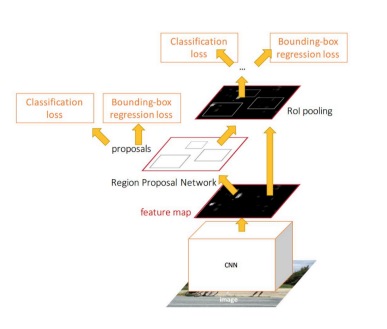 Classification
loss
Bounding-box
regression loss
...
RoI pooling
Classification
loss
Bounding-box
regression loss
proposals
Region Proposal Network
feature map
CNN
image